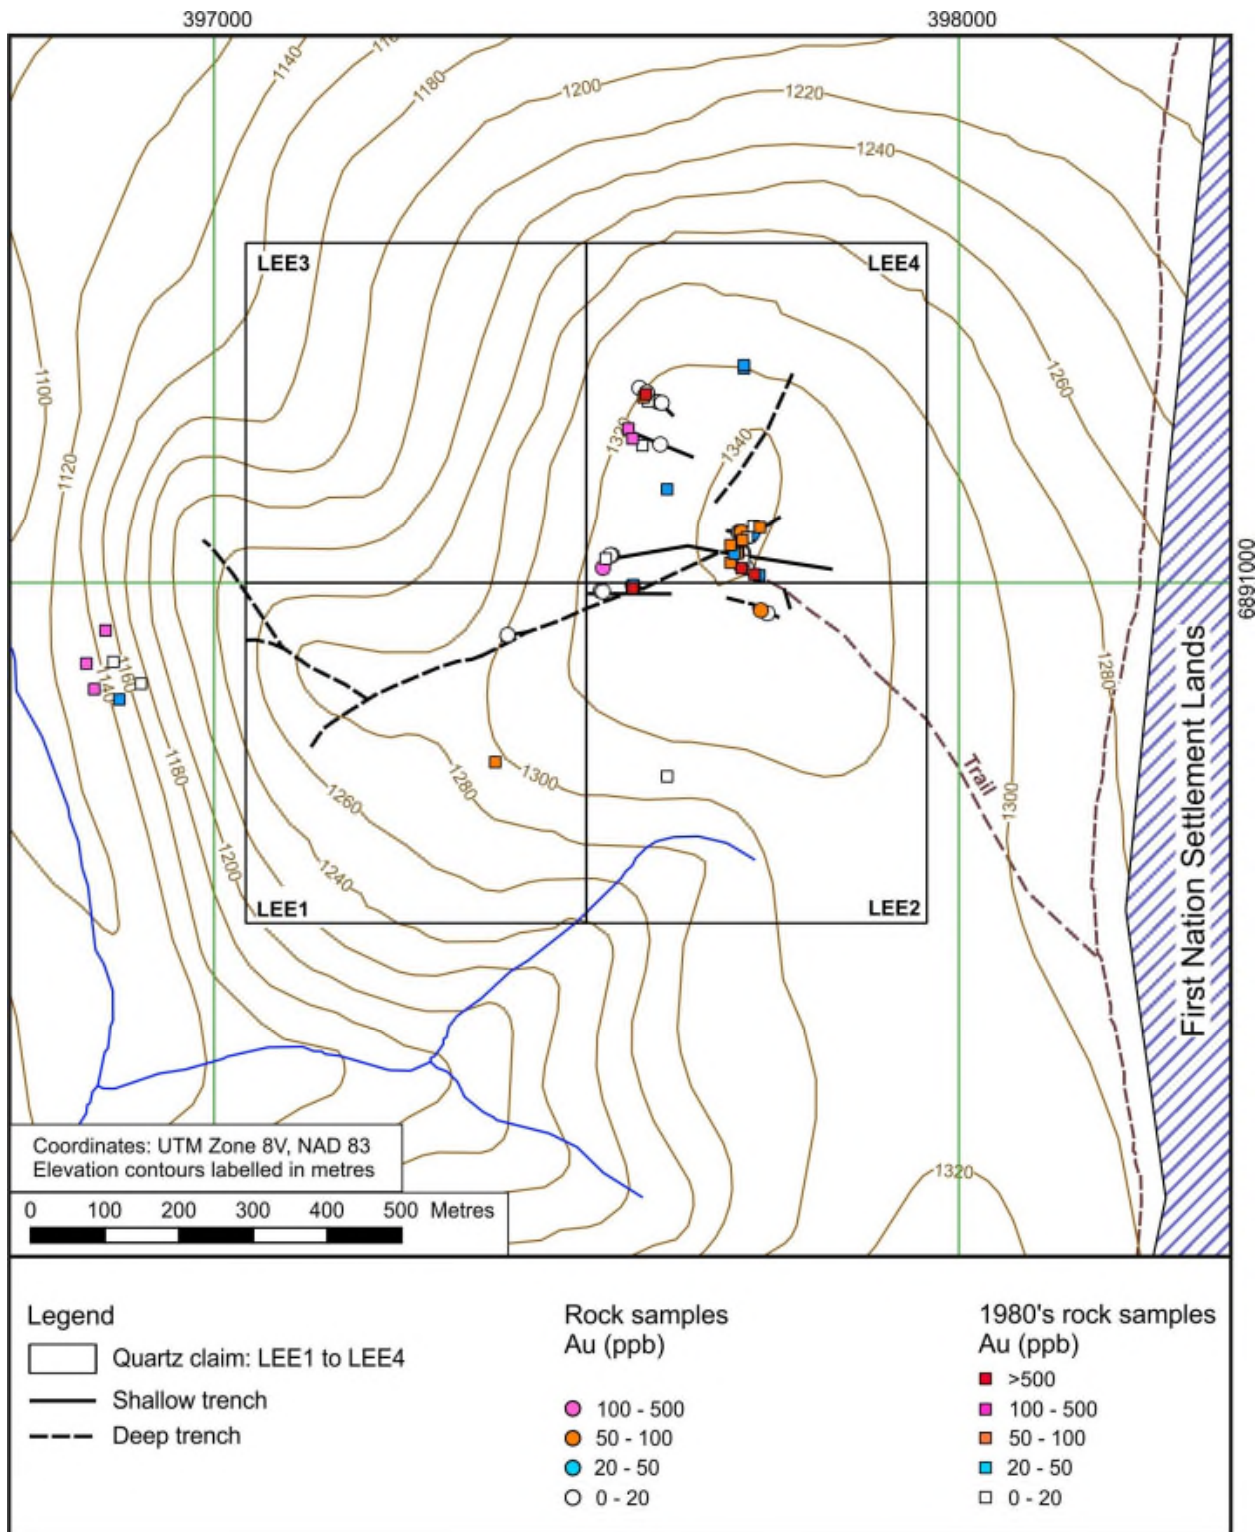 397000
398000
1140
1180
1200
1220
1240
LEE3
LEE4
1100
1260
1320
1340
1120
6891000
1160
1140
1280
First Nation Settlement Lands
1180
Trail
1300
1280
1300
1260
1200
1240
LEE1
LEE2
1320
Coordinates: UTM Zone 8V, NAD 83
Elevation contours labelled in metres
0 100 200 300 400 500 Metres
Legend
Quartz claim: LEE1 to LEE4
Shallow trench
Deep trench
Rock samples
Au (ppb)
100 - 500
50 - 100
20 - 50
0 - 20
1980's rock samples
Au (ppb)
>500
100 - 500
50 - 100
20 - 50
0 - 20